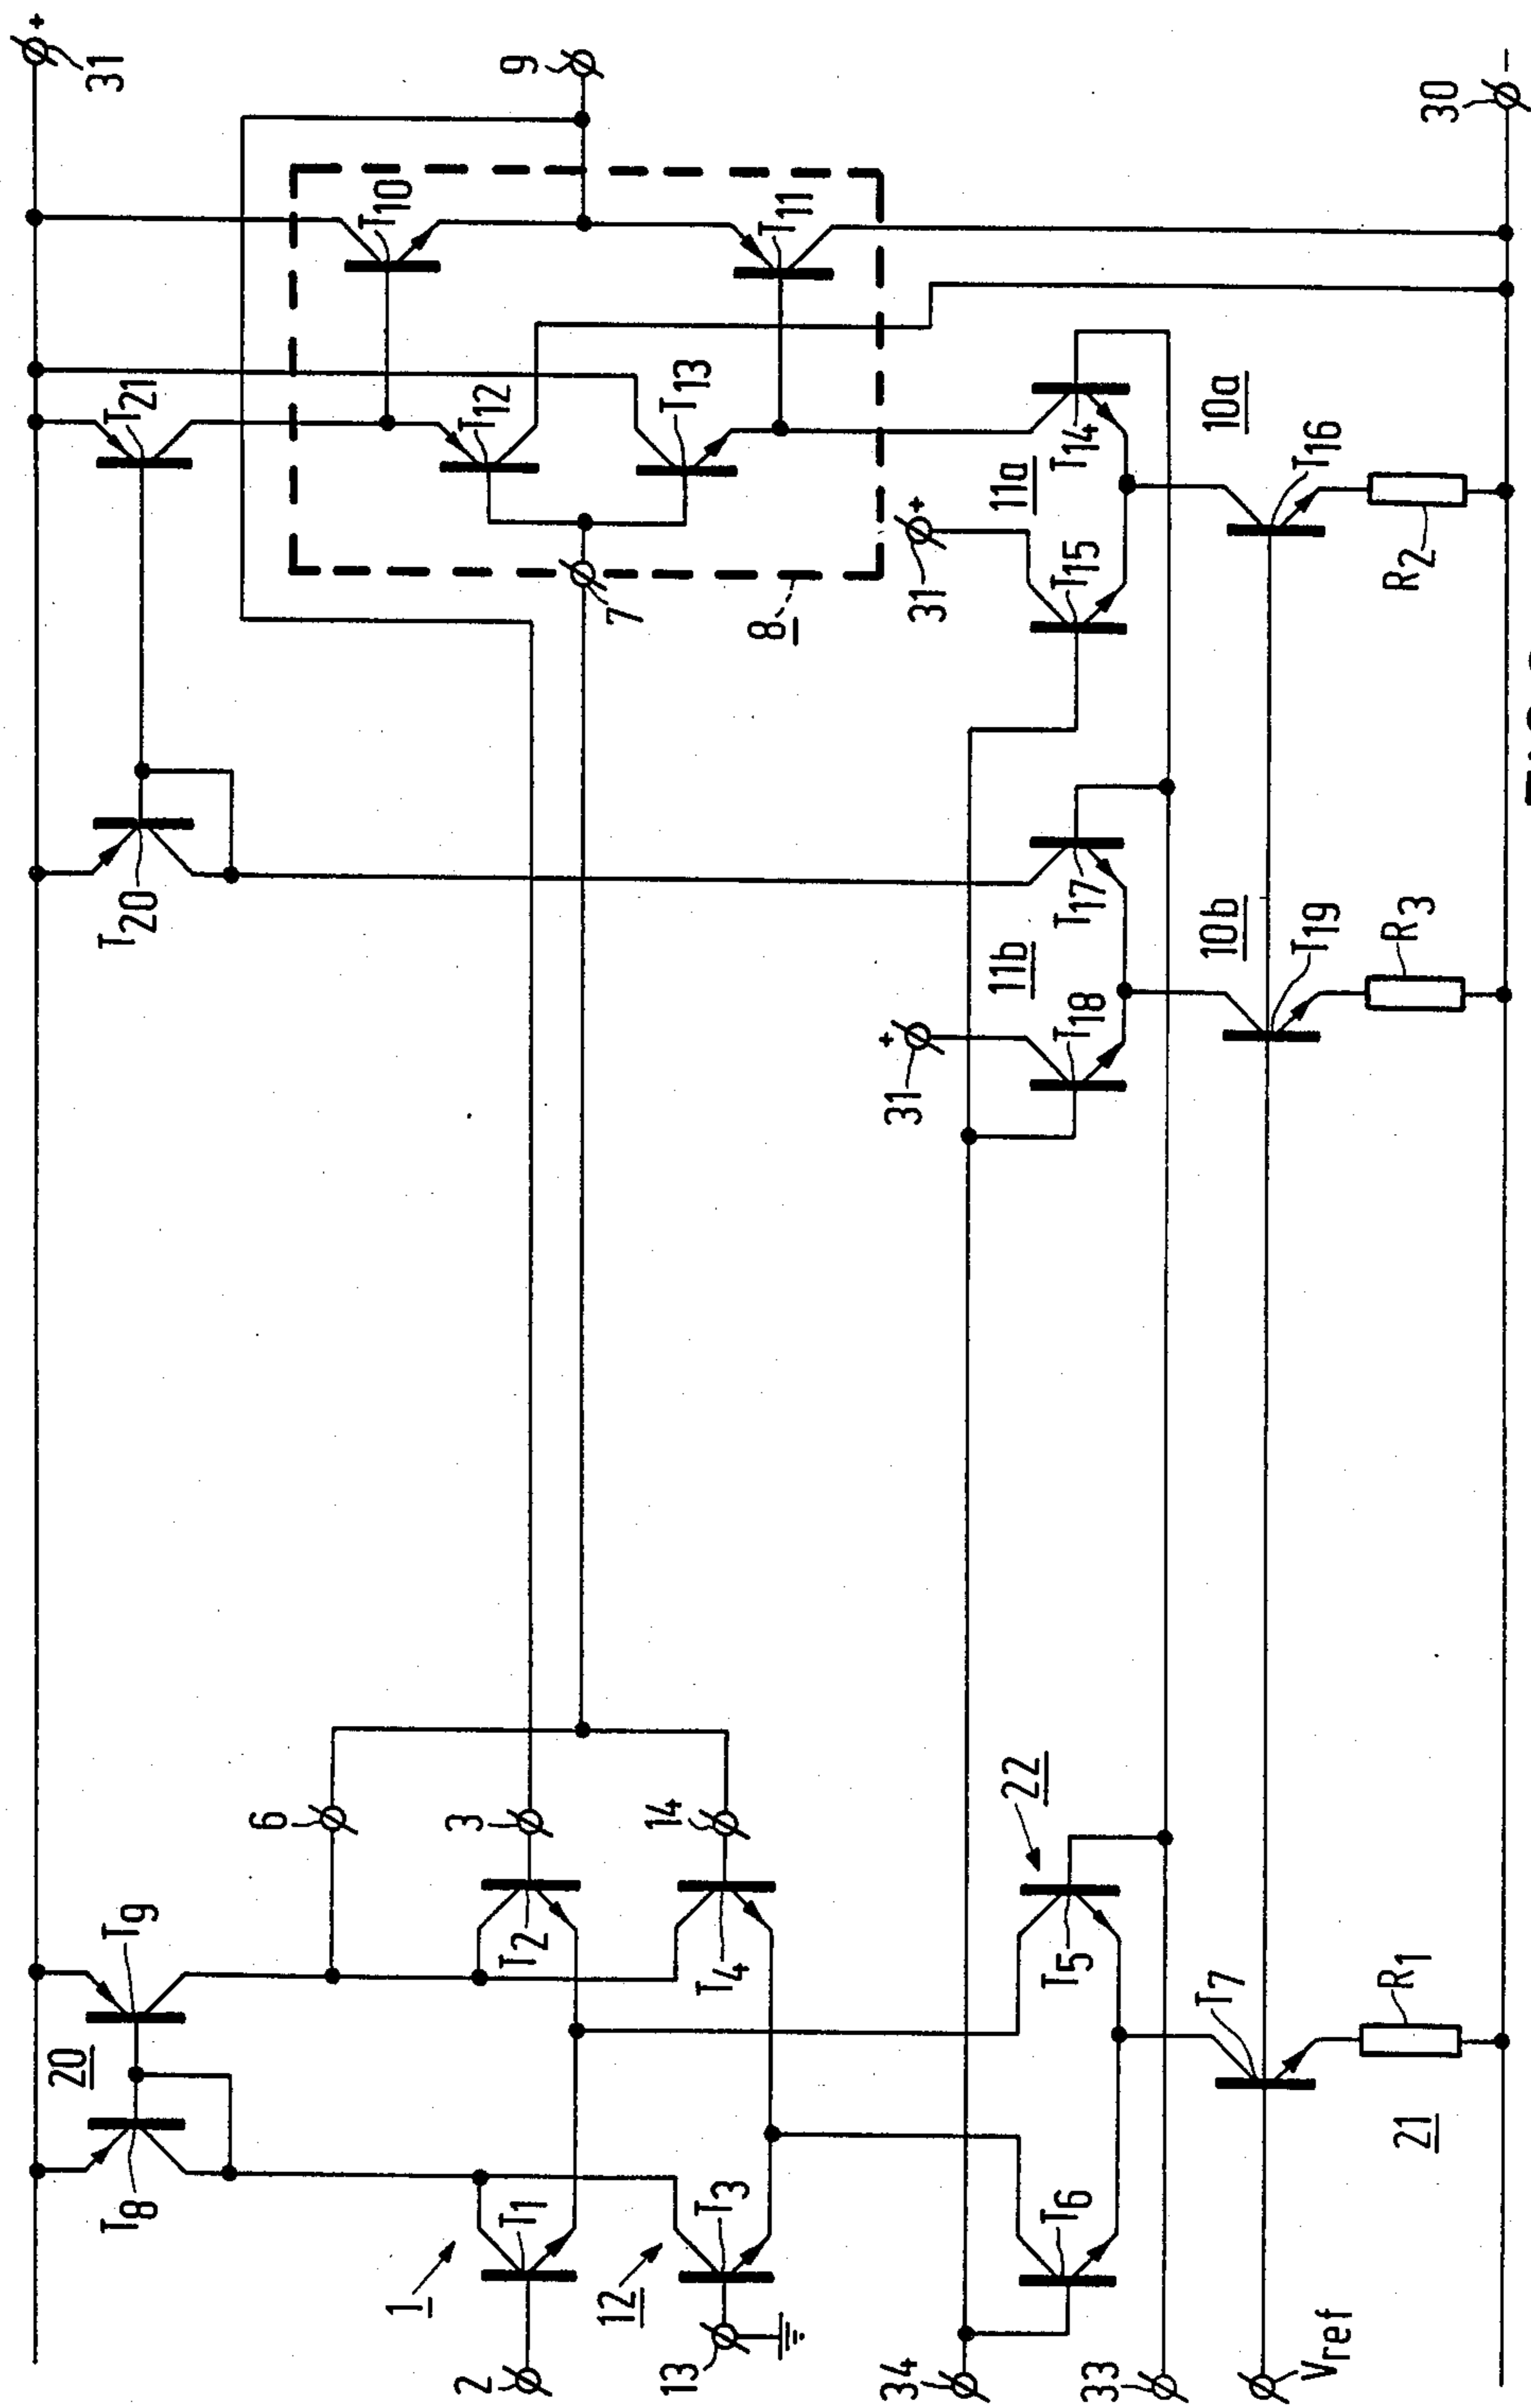 +
31
20
T8
T9
T20
T21
6
T10
1
3
T12
9
2
T1
T2
12
7
14
T13
13
T3
T4
8
T11
34
31
+
31
+
11b
11a
22
T6
T5
T18
T17
T15
T14
33
T7
10b
10a
Vref
T19
T16
21
R1
R3
R2
30
−